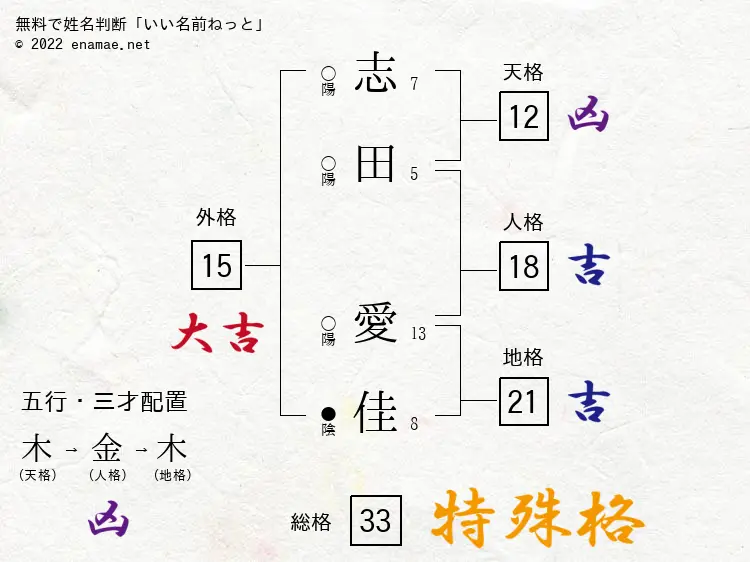 無料で姓名判断「いい名前ねっと」
© 2022 enamae.net
○陽 志 7
○陽 田 5
○陽 愛 13
●陰 佳 8
天格
12 凶
人格
18 吉
地格
21 吉
外格
15
大吉
五行・三才配置
木→金→木
(天格) (人格) (地格)
凶
総格 33 特殊格